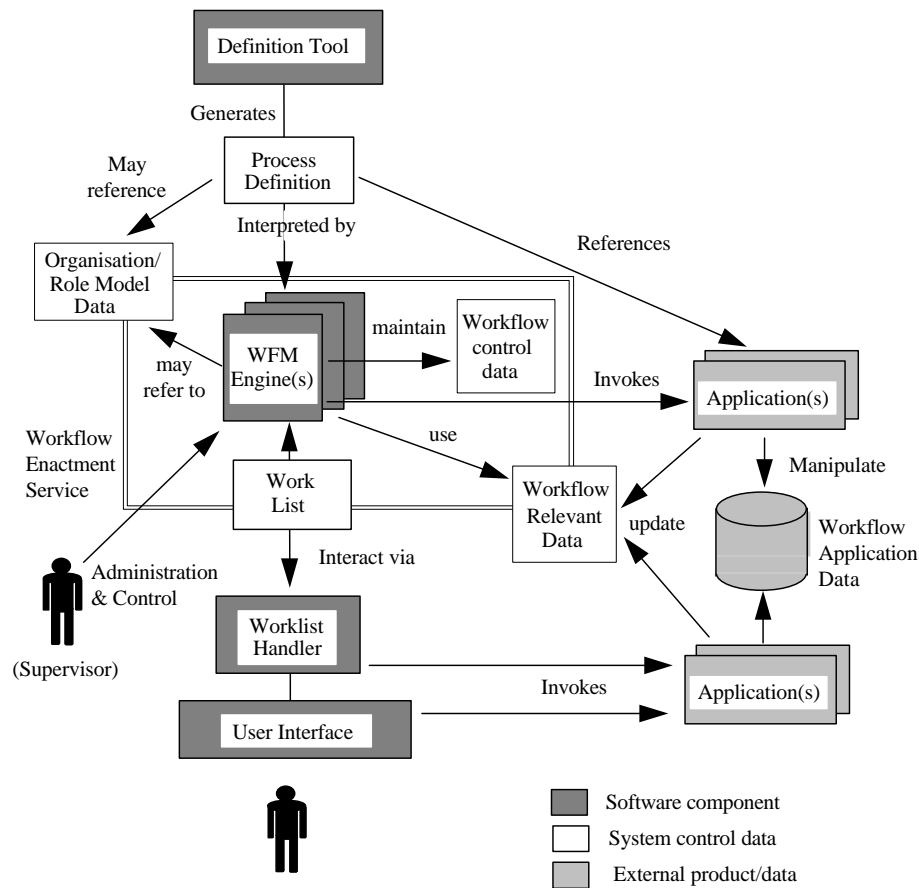 Definition Tool
Generates
Process
Definition
May
reference
Interpreted by
References
Organisation/
Role Model
Data
WFM
Engine(s)
maintain
Workflow
control
data
may
refer to
Invokes
Application(s)
Workflow
Enactment
Service
use
Manipulate
Work
List
Workflow
Relevant
Data
update
Workflow
Application
Data
Interact via
Administration
& Control
(Supervisor)
Worklist
Handler
Invokes
Application(s)
User Interface
Software component
System control data
External product/data